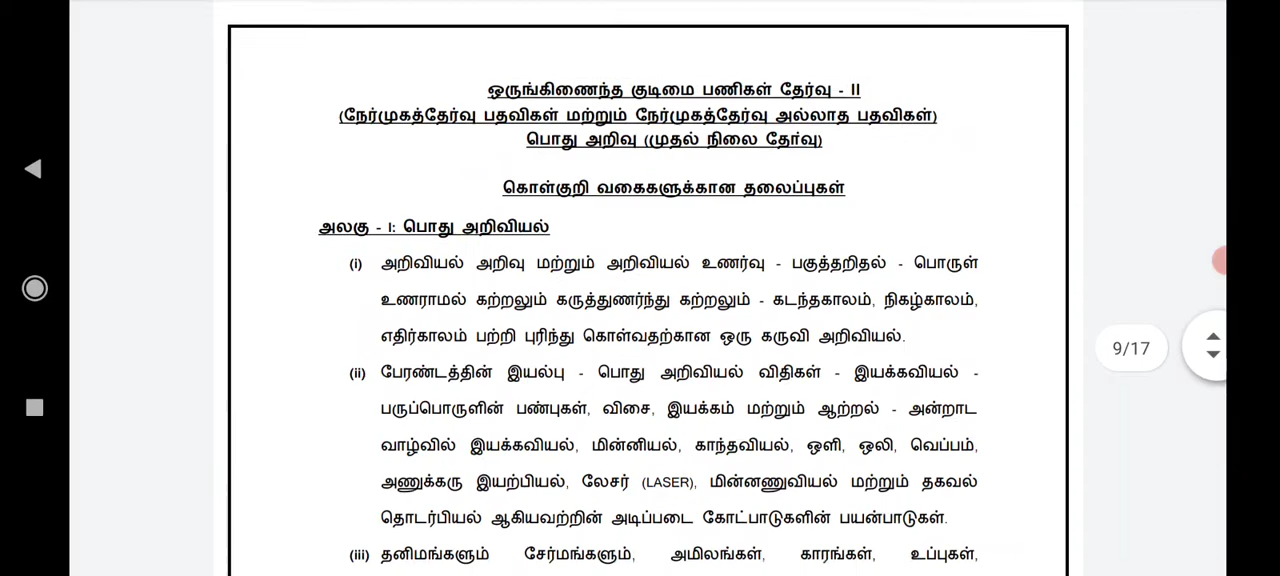 ஒருங்கிணைந்த குடிமை பணிகள் தேர்வு - II
(நேர்முகத்தேர்வு பதவிகள் மற்றும் நேர்முகத்தேர்வு அல்லாத பதவிகள்)
பொது அறிவு (முதல் நிலை தேர்வு)
கொள்குறி வகைகளுக்கான தலைப்புகள்
அலகு - I: பொது அறிவியல்
(i) அறிவியல் அறிவு மற்றும் அறிவியல் உணர்வு - பகுத்தறிதல் - பொருள்
உணராமல் கற்றலும் கருத்துணர்ந்து கற்றலும் - கடந்தகாலம், நிகழ்காலம்,
எதிர்காலம் பற்றி புரிந்து கொள்வதற்கான ஒரு கருவி அறிவியல்.
9/17
(ii) பேரண்டத்தின் இயல்பு - பொது அறிவியல் விதிகள் - இயக்கவியல் -
பருப்பொருளின் பண்புகள், விசை, இயக்கம் மற்றும் ஆற்றல் - அன்றாட
வாழ்வில் இயக்கவியல், மின்னியல், காந்தவியல், ஒளி, ஒலி, வெப்பம்,
அணுக்கரு இயற்பியல், லேசர் (LASER), மின்னணுவியல் மற்றும் தகவல்
தொடர்பியல் ஆகியவற்றின் அடிப்படை கோட்பாடுகளின் பயன்பாடுகள்.
(iii) தனிமங்களும் சேர்மங்களும், அமிலங்கள், காரங்கள், உப்புகள்,